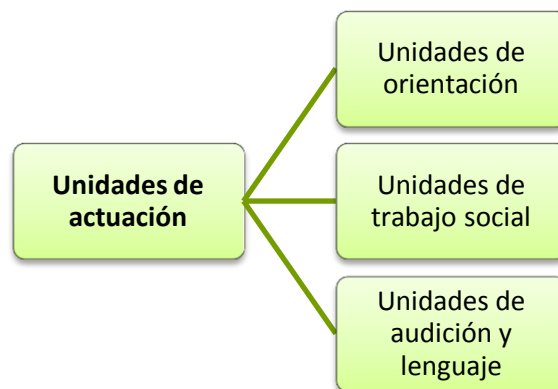 Unidades de
orientación
Unidades de
actuación
Unidades de
trabajo social
Unidades de
audición y
lenguaje